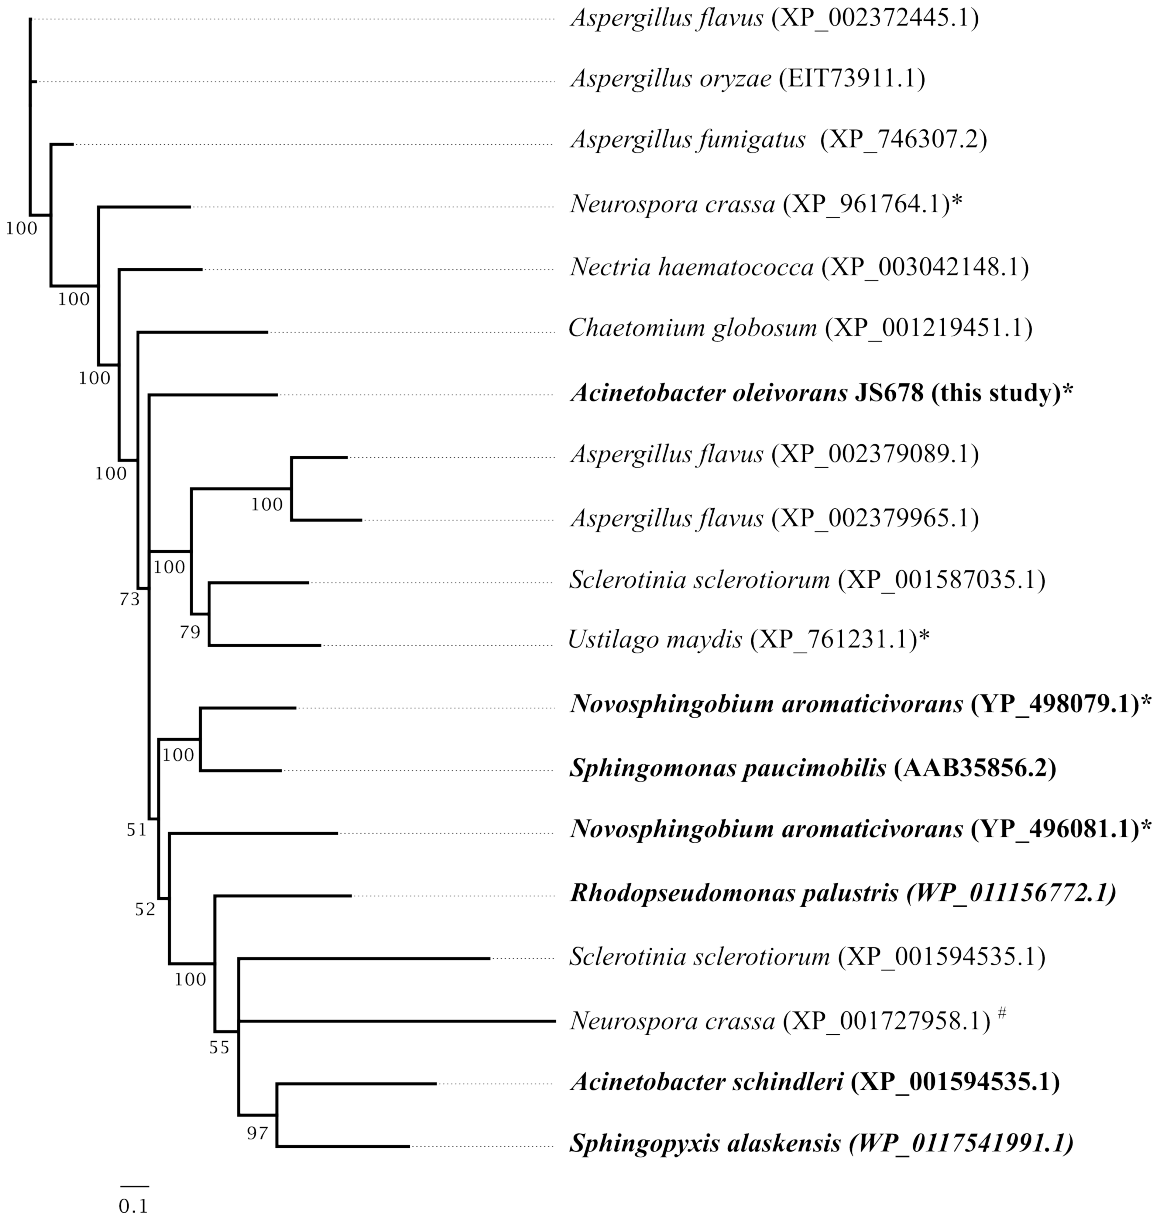 Aspergillus flavus (XP_002372445.1)
Aspergillus oryzae (EIT73911.1)
Aspergillus fumigatus (XP_746307.2)
Neurospora crassa (XP_961764.1)*
100
Nectria haematococca (XP_003042148.1)
100
Chaetomium globosum (XP_001219451.1)
100
Acinetobacter oleivorans JS678 (this study)*
Aspergillus flavus (XP_002379089.1)
100
100
Aspergillus flavus (XP_002379965.1)
100
Sclerotinia sclerotiorum (XP_001587035.1)
73
79
Ustilago maydis (XP_761231.1)*
Novosphingobium aromaticivorans (YP_498079.1)*
100
Sphingomonas paucimobilis (AAB35856.2)
51
Novosphingobium aromaticivorans (YP_496081.1)*
Rhodopseudomonas palustris (WP_011156772.1)
52
Sclerotinia sclerotiorum (XP_001594535.1)
100
Neurospora crassa (XP_001727958.1) #
55
Acinetobacter schindleri (XP_001594535.1)
97
Sphingopyxis alaskensis (WP_0117541991.1)
0.1